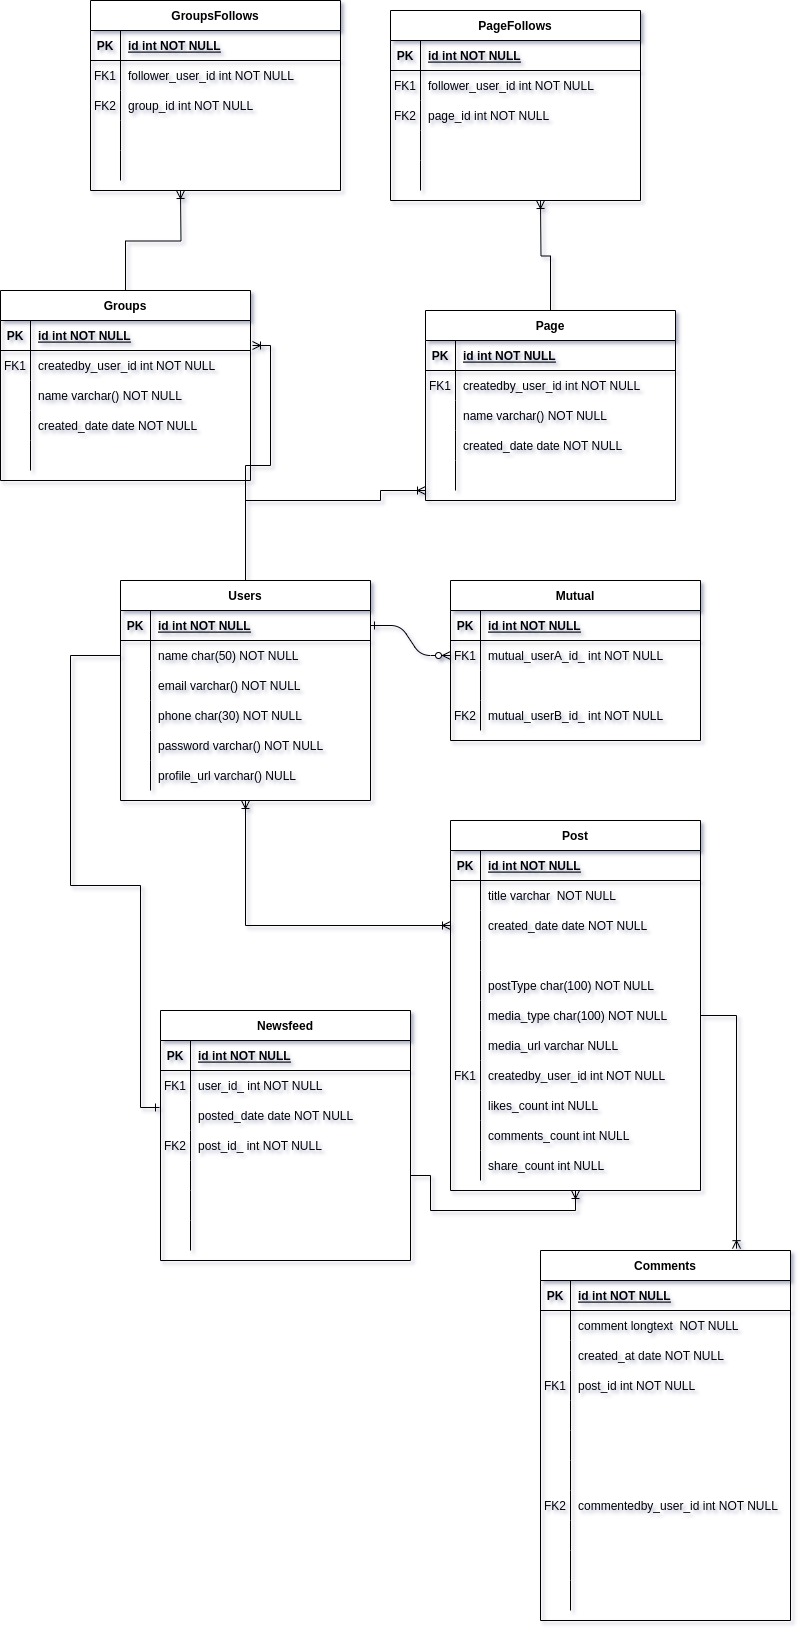 GroupsFollows
PK id int NOT NULL
FK1 follower_user_id int NOT NULL
FK2 group_id int NOT NULL
PageFollows
PK id int NOT NULL
FK1 follower_user_id int NOT NULL
FK2 page_id int NOT NULL
Groups
PK id int NOT NULL
FK1 createdby_user_id int NOT NULL
name varchar() NOT NULL
created_date date NOT NULL
Page
PK id int NOT NULL
FK1 createdby_user_id int NOT NULL
name varchar() NOT NULL
created_date date NOT NULL
Users
PK id int NOT NULL
name char(50) NOT NULL
email varchar() NOT NULL
phone char(30) NOT NULL
password varchar() NOT NULL
profile_url varchar() NULL
Mutual
PK id int NOT NULL
FK1 mutual_userA_id_ int NOT NULL
FK2 mutual_userB_id_ int NOT NULL
Post
PK id int NOT NULL
title varchar  NOT NULL
created_date date NOT NULL
postType char(100) NOT NULL
media_type char(100) NOT NULL
media_url varchar NULL
FK1 createdby_user_id int NOT NULL
likes_count int NULL
comments_count int NULL
share_count int NULL
Newsfeed
PK id int NOT NULL
FK1 user_id_ int NOT NULL
posted_date date NOT NULL
FK2 post_id_ int NOT NULL
Comments
PK id int NOT NULL
comment longtext  NOT NULL
created_at date NOT NULL
FK1 post_id int NOT NULL
FK2 commentedby_user_id int NOT NULL